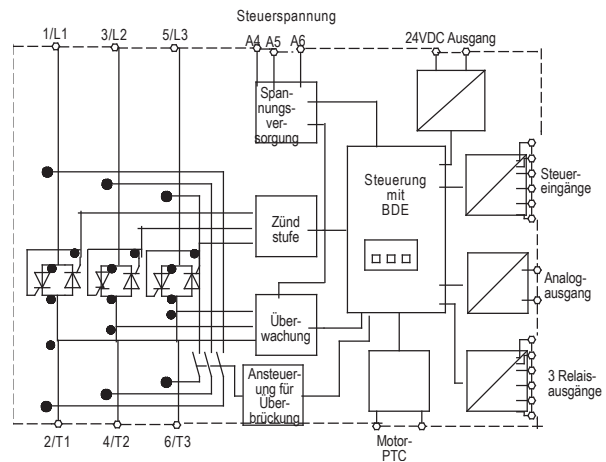 Steuerspannung
1/L1
3/L2
5/L3
A4
A5
A6
24VDC Ausgang
Span-
nungs-
ver-
sorgung
Steuerung
mit
BDE
Steuer-
eingänge
Zünd
stufe
Analog-
ausgang
Über-
wachung
Ansteuer-
ung für
Über-
brückung
3 Relais-
ausgänge
2/T1
4/T2
6/T3
Motor-
PTC